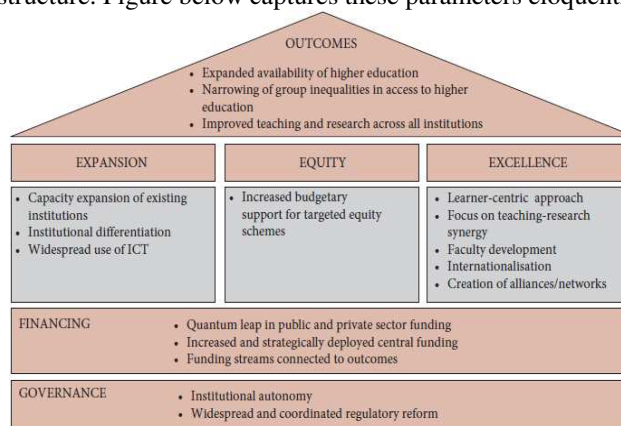 structure. Figure below captures these parameters eloquentl
OUTCOMES
• Expanded availability of higher education
• Narrowing of group inequalities in access to higher
education
• Improved teaching and research across all institutions
EXPANSION
• Capacity expansion of existing
institutions
• Institutional differentiation
• Widespread use of ICT
EQUITY
• Increased budgetary
support for targeted equity
schemes
EXCELLENCE
• Learner-centric approach
• Focus on teaching-research
synergy
• Faculty development
• Internationalisation
• Creation of alliances/networks
FINANCING
• Quantum leap in public and private sector funding
• Increased and strategically deployed central funding
• Funding streams connected to outcomes
GOVERNANCE
• Institutional autonomy
• Widespread and coordinated regulatory reform